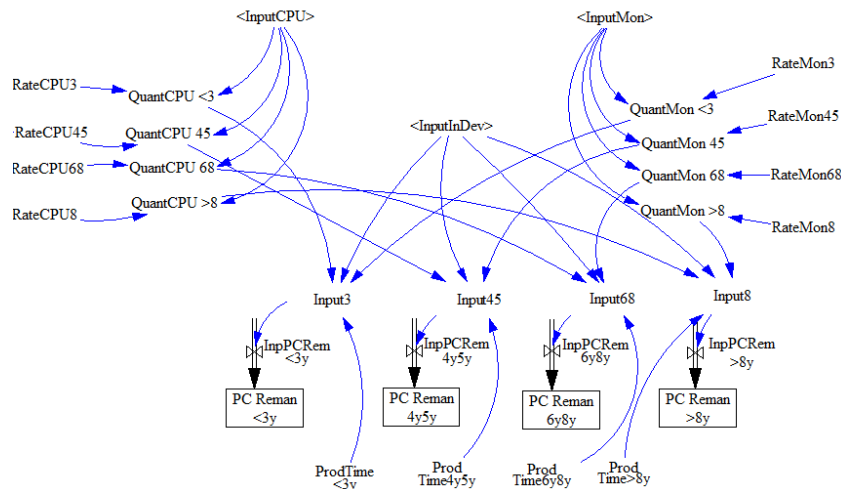 <InputCPU>
<InputMon>
RateCPU3
QuantCPU <3
RateMon3
QuantMon <3
RateCPU45
QuantCPU 45
<InputInDev>
RateMon45
QuantMon 45
RateCPU68
QuantCPU 68
QuantMon 68
RateMon68
RateCPU8
QuantCPU >8
QuantMon >8
RateMon8
Input3
Input45
Input68
Input8
InpPCRem
<3y
InpPCRem
4y5y
InpPCRem
6y8y
InpPCRem
>8y
PC Reman
<3y
PC Reman
4y5y
PC Reman
6y8y
PC Reman
>8y
ProdTime
<3y
Prod
Time4y5y
Prod
Time6y8y
Prod
Time>8y